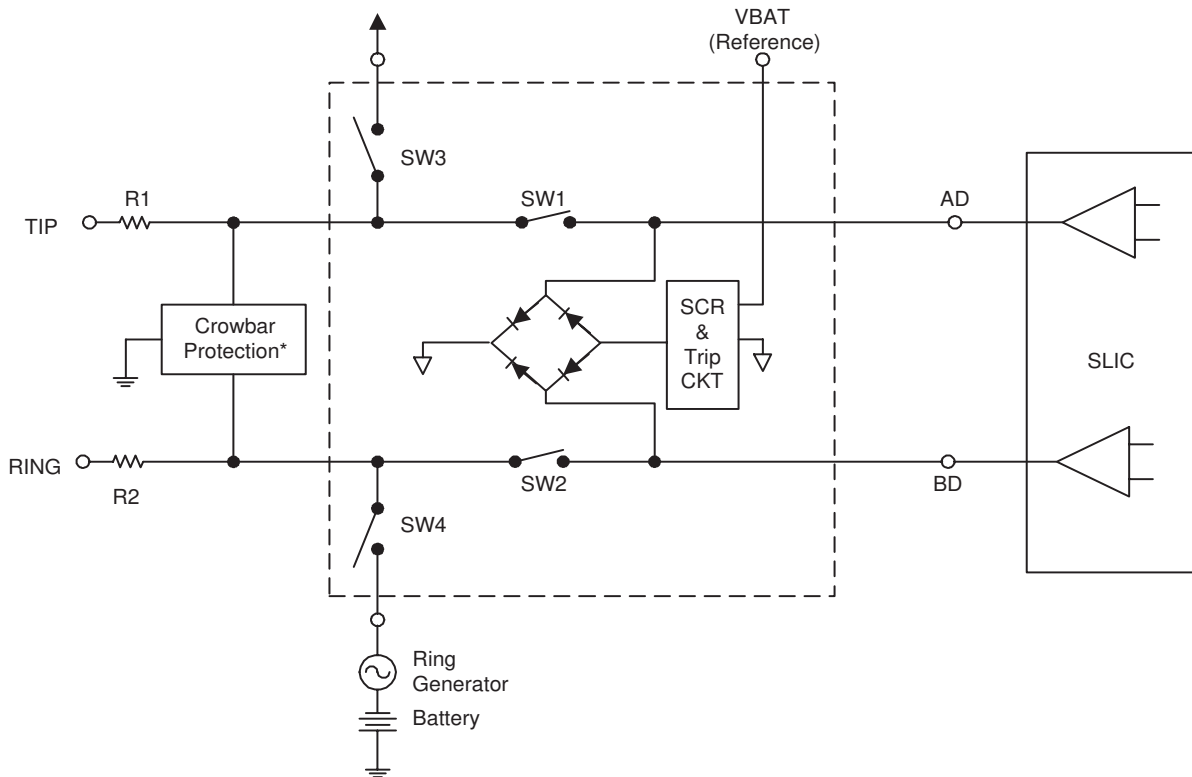 VBAT
(Reference)
SW3
R1
SW1
AD
TIP
Crowbar
Protection*
SCR
&
Trip
CKT
SLIC
RING
R2
SW2
BD
SW4
Ring
Generator
Battery